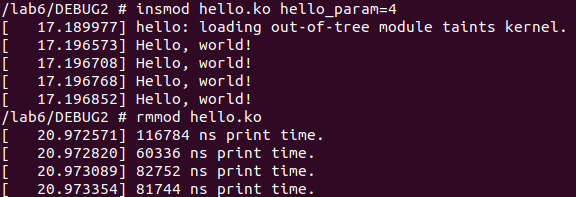 /lab6/DEBUG2 # insmod hello.ko hello_param=4
[   17.189977] hello: loading out-of-tree module taints kernel.
[   17.196573] Hello, world!
[   17.196708] Hello, world!
[   17.196768] Hello, world!
[   17.196852] Hello, world!
/lab6/DEBUG2 # rmmod hello.ko
[   20.972571] 116784 ns print time.
[   20.972820] 60336 ns print time.
[   20.973089] 82752 ns print time.
[   20.973354] 81744 ns print time.